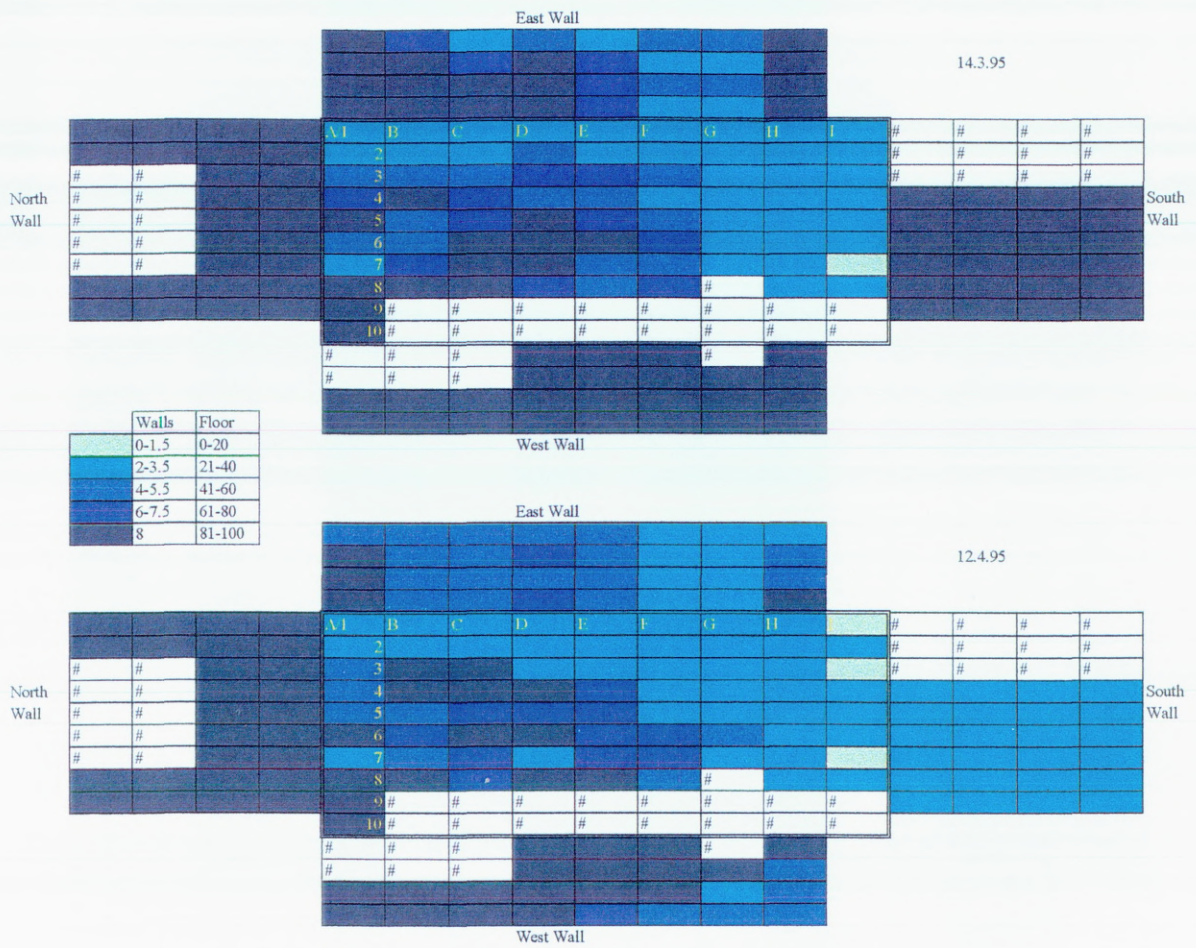 East Wall
14.3.95
A1 B C D E F G H I # # # #
2 # # # #
# # 3 # # # #
North # # 4 South
Wall # # 5 Wall
# # 6
# # 7
8 #
9 # # # # # # # #
10 # # # # # # # #
# # # #
# # #
West Wall
Walls Floor
0-1.5 0-20
2-3.5 21-40
4-5.5 41-60
6-7.5 61-80
8 81-100
East Wall
12.4.95
A1 B C D E F G H I # # # #
2 # # # #
# # 3 # # # #
North # # 4 South
Wall # # 5 Wall
# # 6
# # 7
8 #
9 # # # # # # # #
10 # # # # # # # #
# # # #
# # #
West Wall